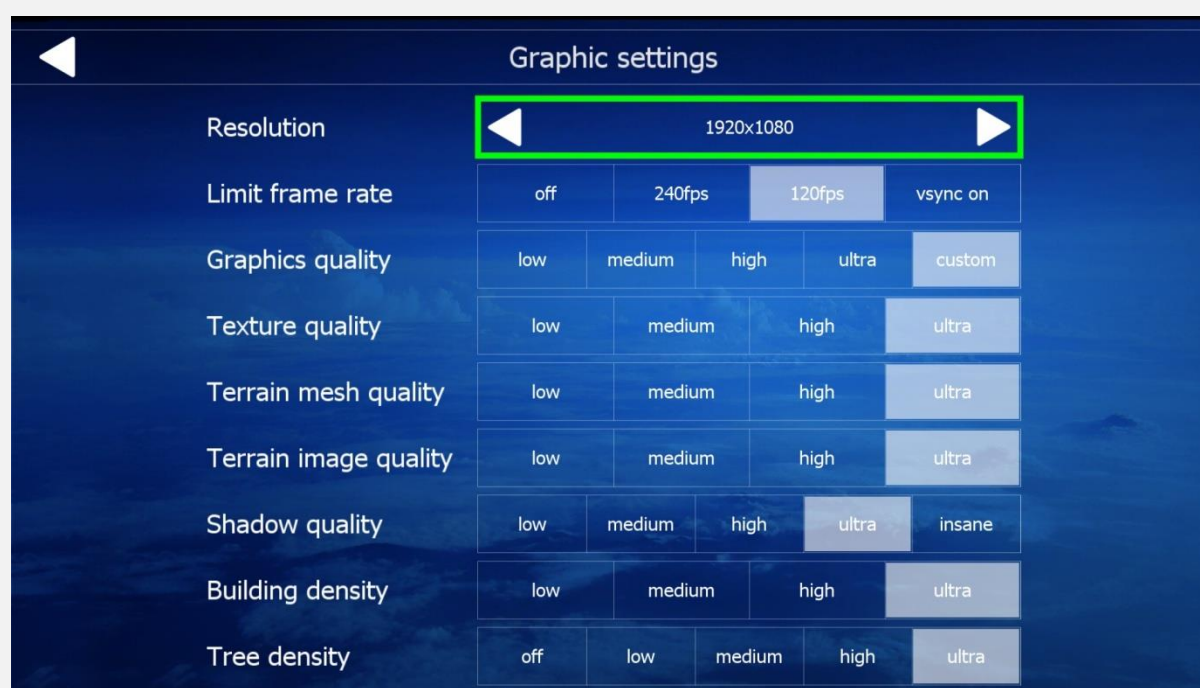 Graphic settings
Resolution 1920x1080
Limit frame rate off 240fps 120fps vsync on
Graphics quality low medium high ultra custom
Texture quality low medium high ultra
Terrain mesh quality low medium high ultra
Terrain image quality low medium high ultra
Shadow quality low medium high ultra insane
Building density low medium high ultra
Tree density off low medium high ultra